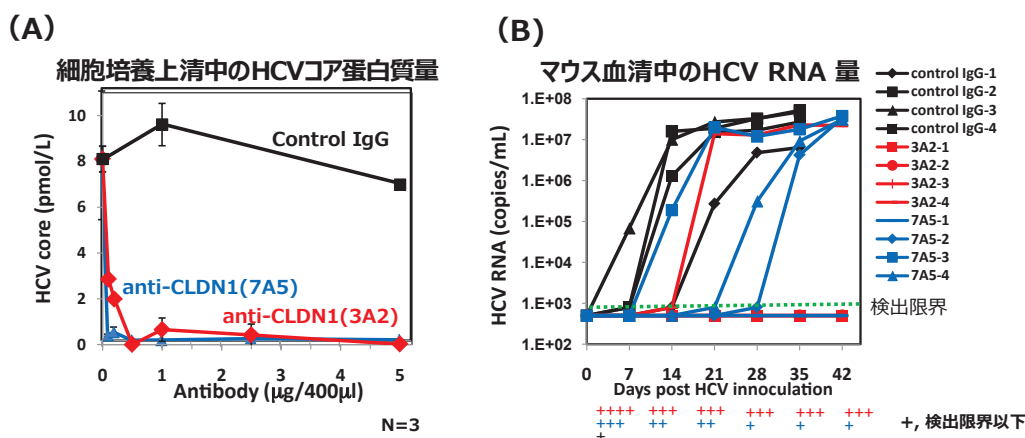 (A)
細胞培養上清中のHCVコア蛋白質量
HCV core (pmol/L)
10
8
6
4
2
0
Control IgG
anti-CLDN1(7A5)
anti-CLDN1(3A2)
0 1 2 3 4 5
Antibody (μg/400μl)
N=3
(B)
マウス血清中のHCV RNA 量
HCV RNA (copies/mL)
1.E+08
1.E+07
1.E+06
1.E+05
1.E+04
1.E+03
1.E+02
0 7 14 21 28 35 42
Days post HCV innoculation
control IgG-1
control IgG-2
control IgG-3
control IgG-4
3A2-1
3A2-2
3A2-3
3A2-4
7A5-1
7A5-2
7A5-3
7A5-4
検出限界
++++ +++ +++ +++ +++ +++
+++ ++ ++ + + +
+
+, 検出限界以下